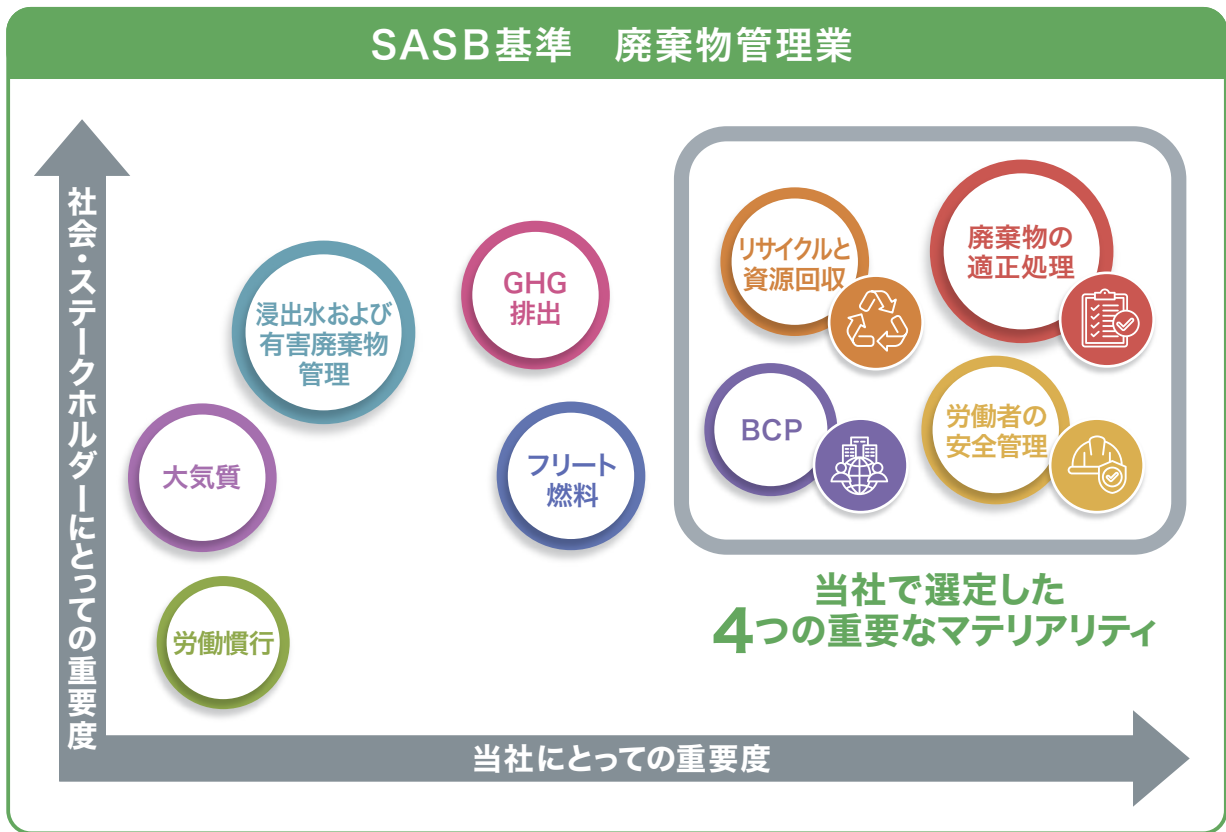 SASB基準　廃棄物管理業
社会・ステークホルダーにとっての重要度
浸出水および
有害廃棄物
管理
GHG
排出
大気質
フリート
燃料
労働慣行
リサイクルと
資源回収
廃棄物の
適正処理
BCP
労働者の
安全管理
当社で選定した
4つの重要なマテリアリティ
当社にとっての重要度